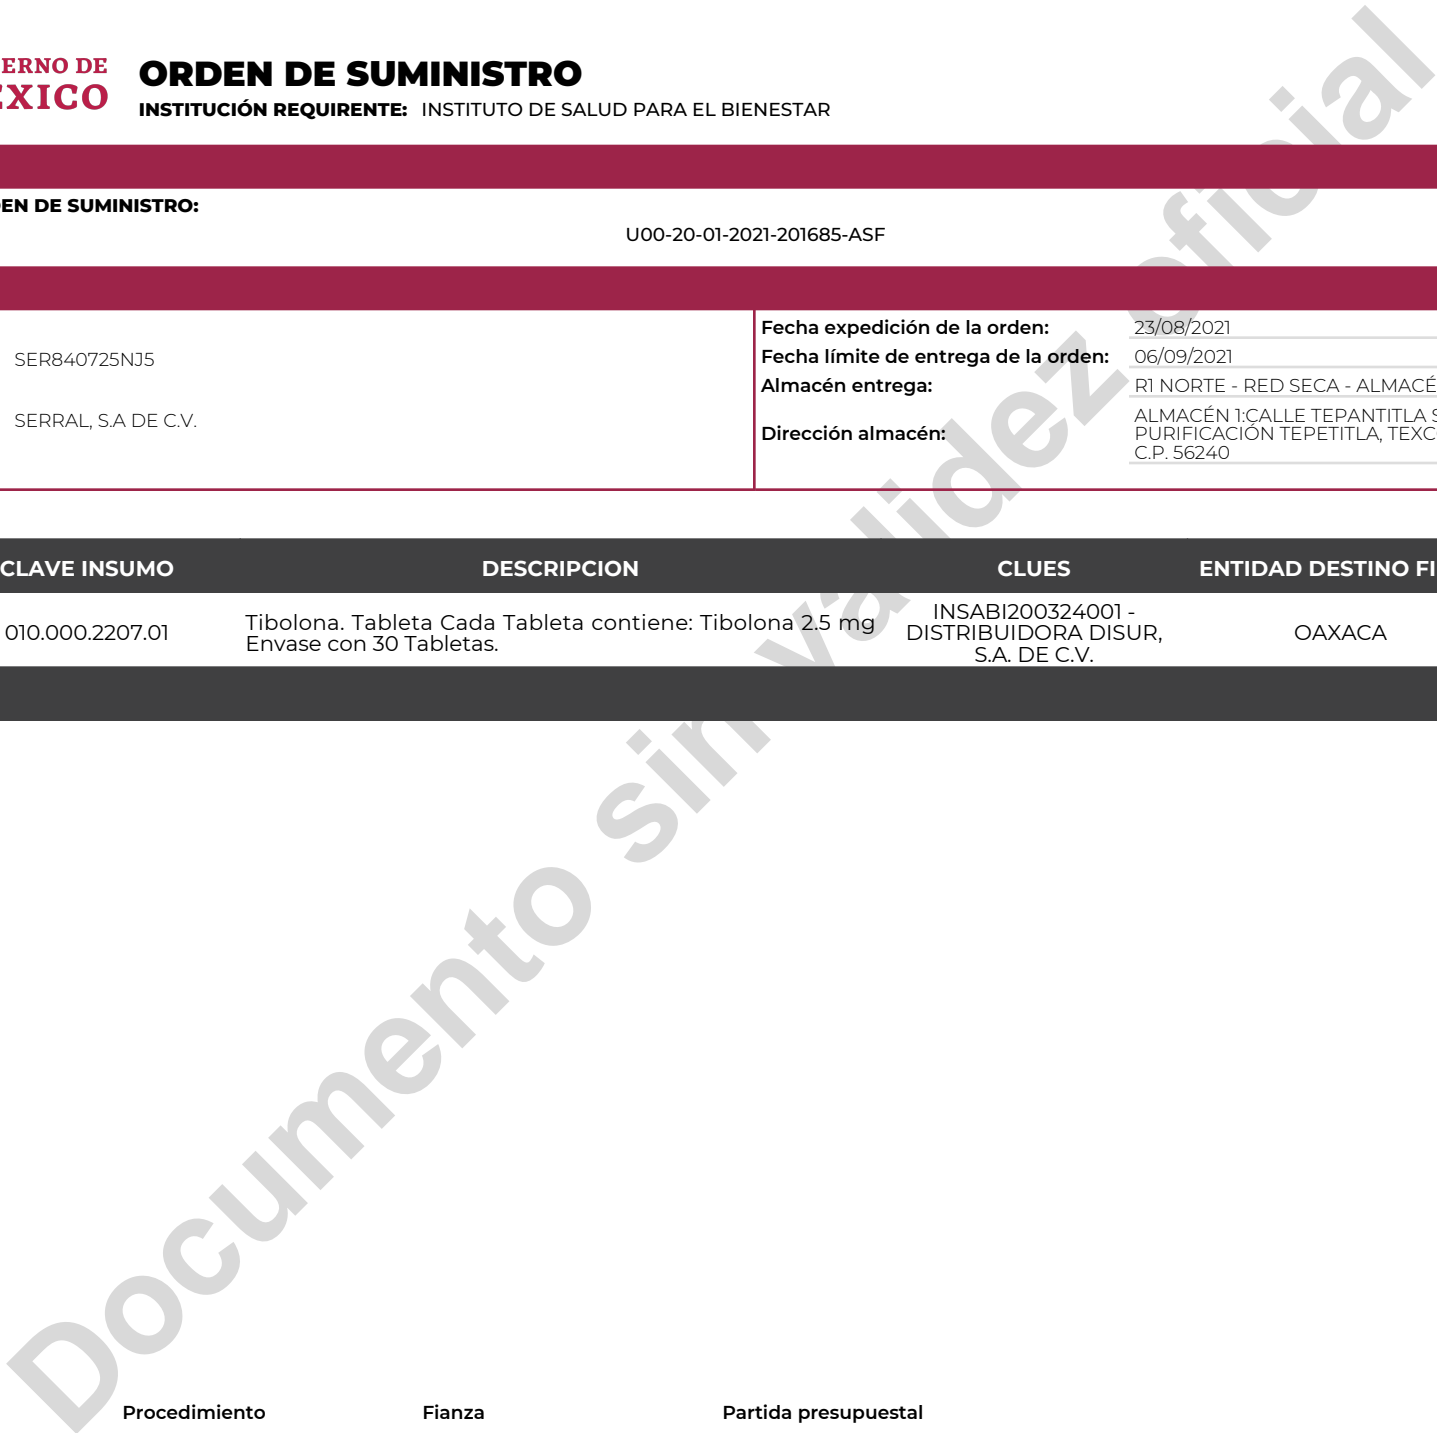 ERNO DE
EXICO
ORDEN DE SUMINISTRO
INSTITUCIÓN REQUIRENTE: INSTITUTO DE SALUD PARA EL BIENESTAR
EN DE SUMINISTRO:
U00-20-01-2021-201685-ASF
SER840725NJ5
SERRAL, S.A DE C.V.
Fecha expedición de la orden: 23/08/2021
Fecha límite de entrega de la orden: 06/09/2021
Almacén entrega: R1 NORTE - RED SECA - ALMACÉ
Dirección almacén: ALMACÉN 1:CALLE TEPANTITLA S
PURIFICACIÓN TEPETITLA, TEXC
C.P. 56240
CLAVE INSUMO DESCRIPCION CLUES ENTIDAD DESTINO FI
010.000.2207.01
Tibolona. Tableta Cada Tableta contiene: Tibolona 2.5 mg
Envase con 30 Tabletas.
INSABI200324001 -
DISTRIBUIDORA DISUR,
S.A. DE C.V.
OAXACA
Documento sin validez oficial
Procedimiento Fianza Partida presupuestal